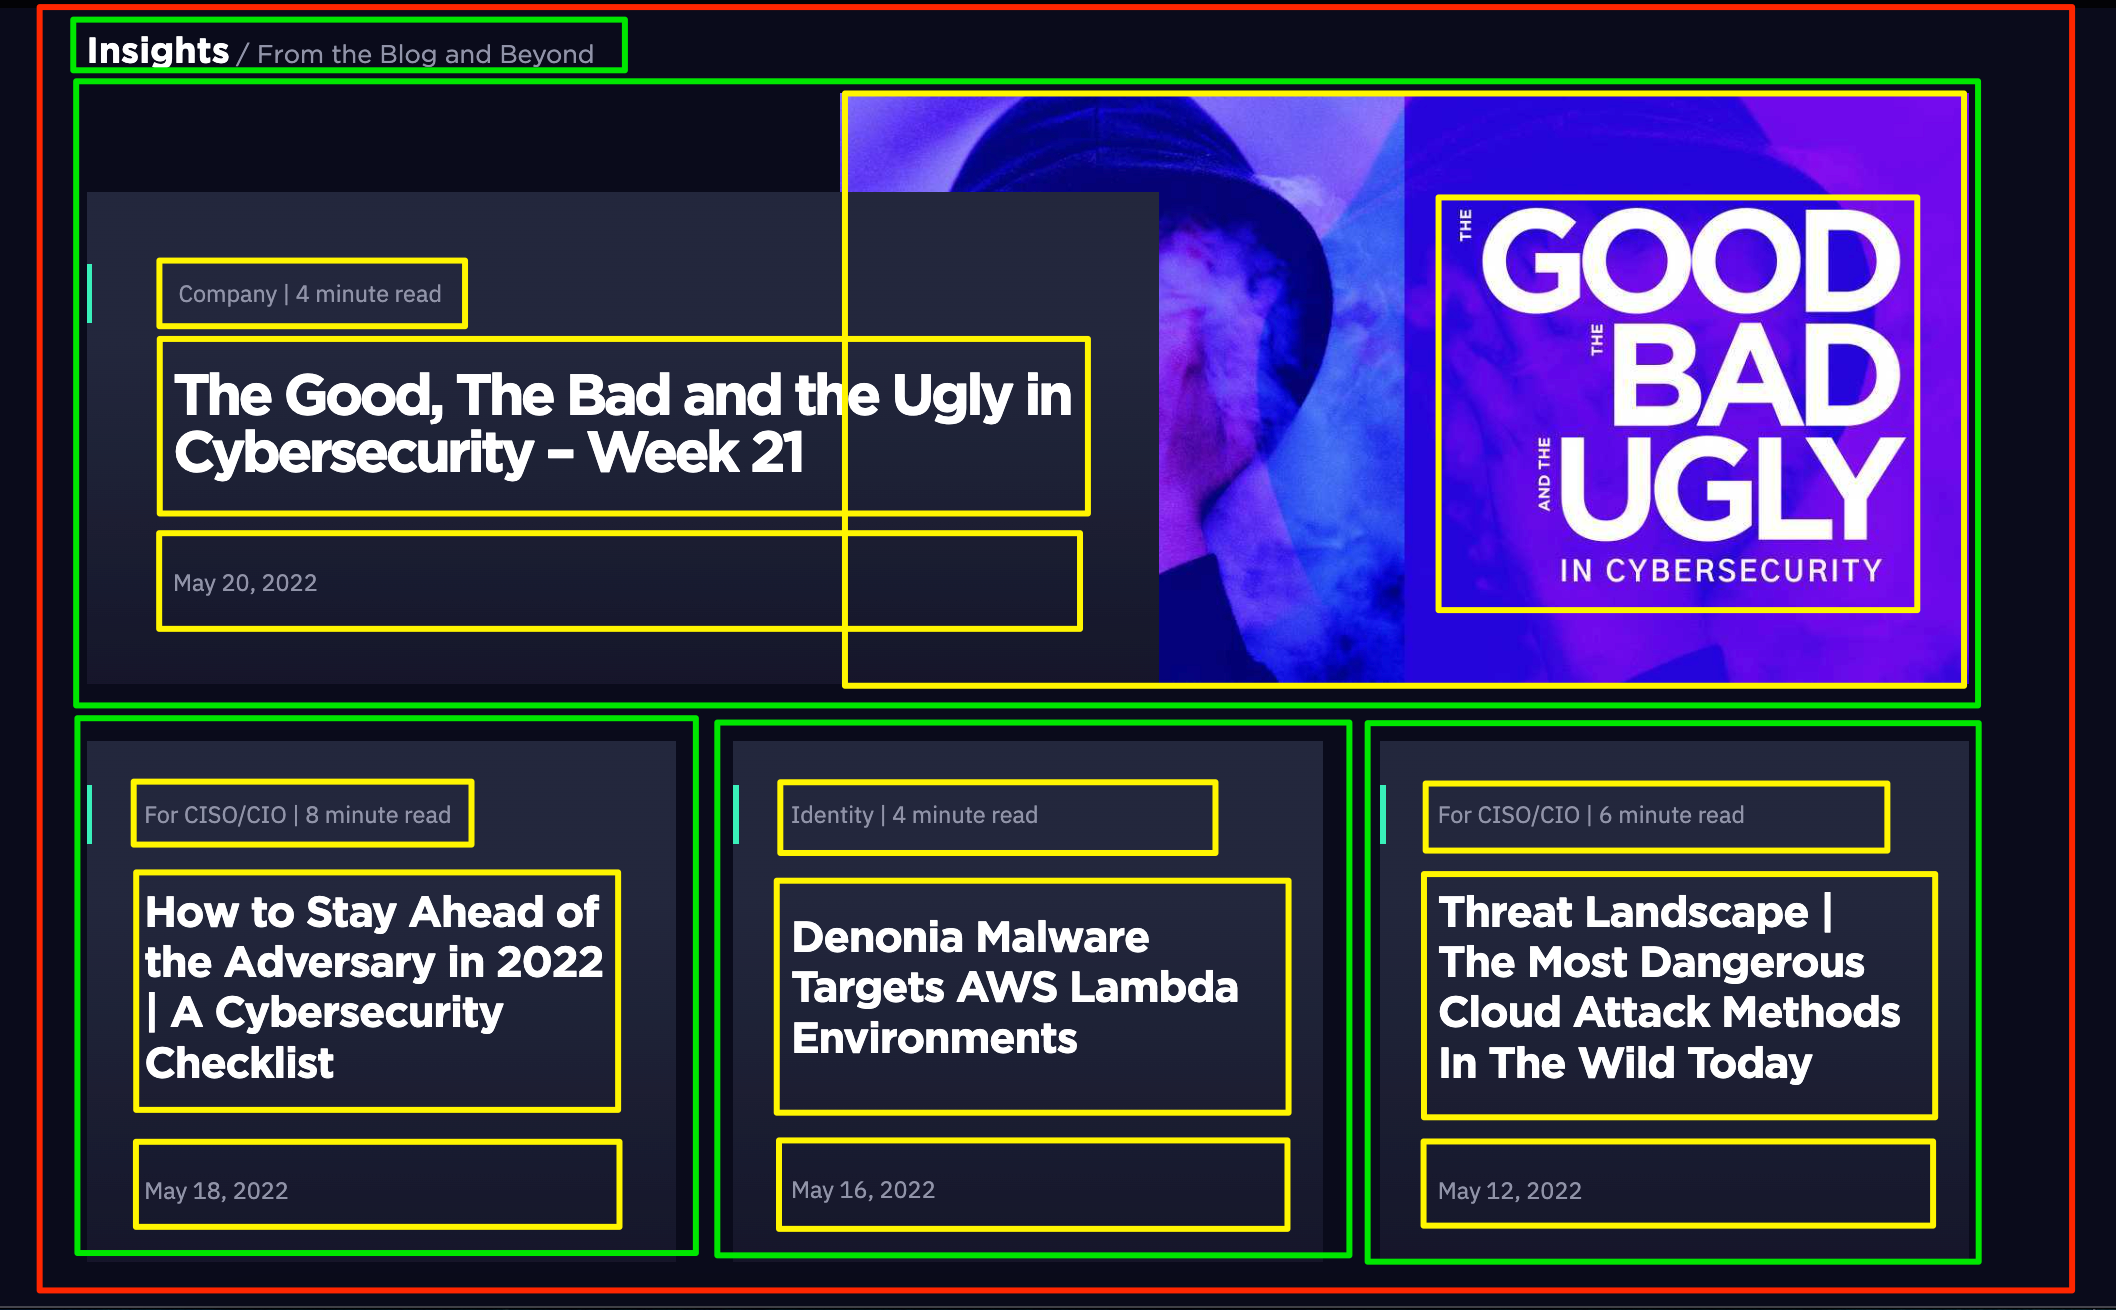 Insights / From the Blog and Beyond
Company | 4 minute read
The Good, The Bad and the Ugly in
Cybersecurity – Week 21
May 20, 2022
THE GOOD
THE BAD
AND THE UGLY
IN CYBERSECURITY
For CISO/CIO | 8 minute read
How to Stay Ahead of
the Adversary in 2022
| A Cybersecurity
Checklist
May 18, 2022
Identity | 4 minute read
Denonia Malware
Targets AWS Lambda
Environments
May 16, 2022
For CISO/CIO | 6 minute read
Threat Landscape |
The Most Dangerous
Cloud Attack Methods
In The Wild Today
May 12, 2022